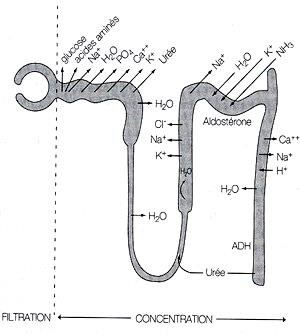 glucose
acides aminés
Na⁺
H₂O
PO₄
Ca⁺⁺
K⁺
Urée
H₂O
Cl⁻
Na⁺
K⁺
H₂O
H₂O
Na⁺
H₂O
K⁺
NH₃
Aldostérone
Ca⁺⁺
Na⁺
H⁺
H₂O
ADH
Urée
FILTRATION
CONCENTRATION